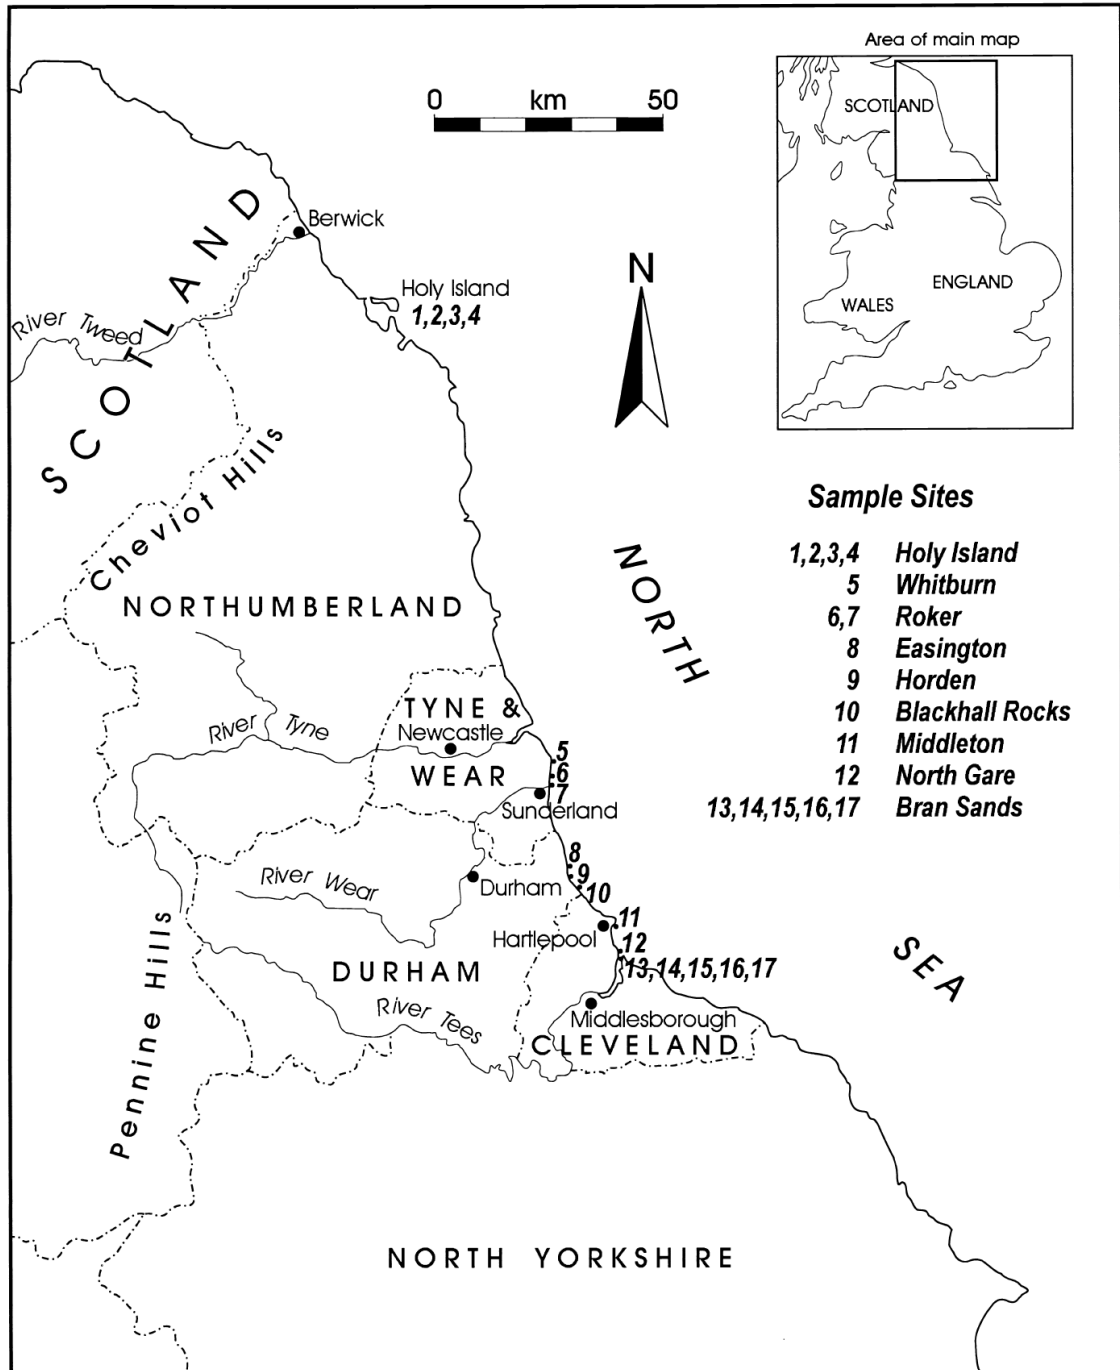 Area of main map
0 km 50
SCOTLAND
ENGLAND
WALES
N
SCOTLAND
Berwick
Holy Island
1,2,3,4
River Tweed
Cheviot Hills
NORTHUMBERLAND
NORTH
SEA
Sample Sites
1,2,3,4 Holy Island
5 Whitburn
6,7 Roker
8 Easington
9 Horden
10 Blackhall Rocks
11 Middleton
12 North Gare
13,14,15,16,17 Bran Sands
TYNE &
Newcastle
WEAR
River Tyne
5
6
7
Sunderland
8
9
10
River Wear
Durham
11
Hartlepool
12
13,14,15,16,17
DURHAM
River Tees
Middlesborough
CLEVELAND
Pennine Hills
NORTH YORKSHIRE